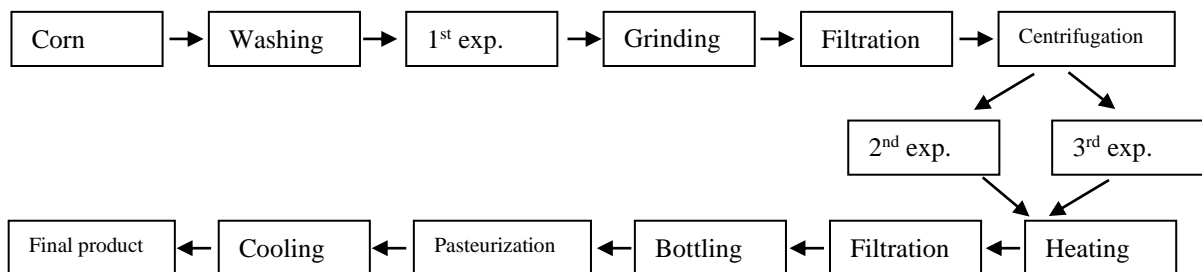 Corn
Washing
1st exp.
Grinding
Filtration
Centrifugation
2nd exp.
3rd exp.
Heating
Filtration
Bottling
Pasteurization
Cooling
Final product